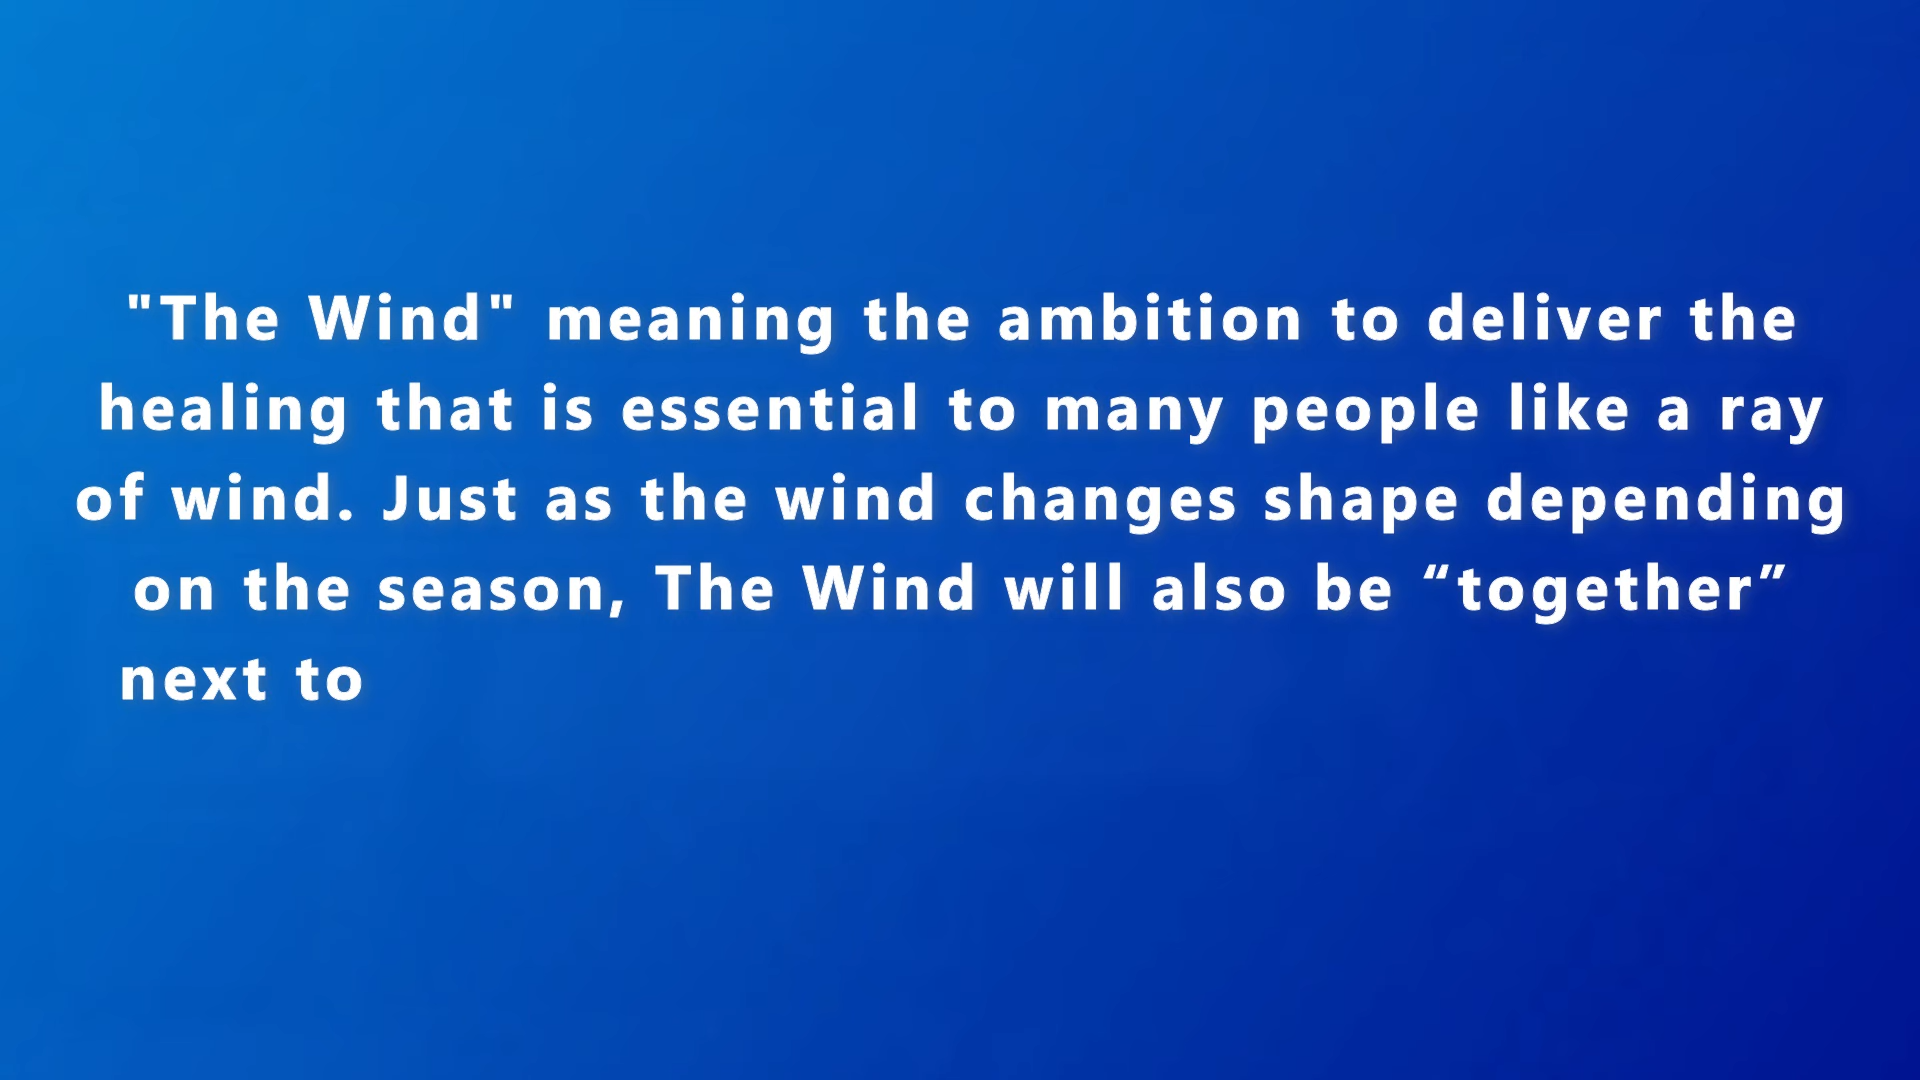 "The Wind" meaning the ambition to deliver the
healing that is essential to many people like a ray
of wind. Just as the wind changes shape depending
on the season, The Wind will also be “together”
next to